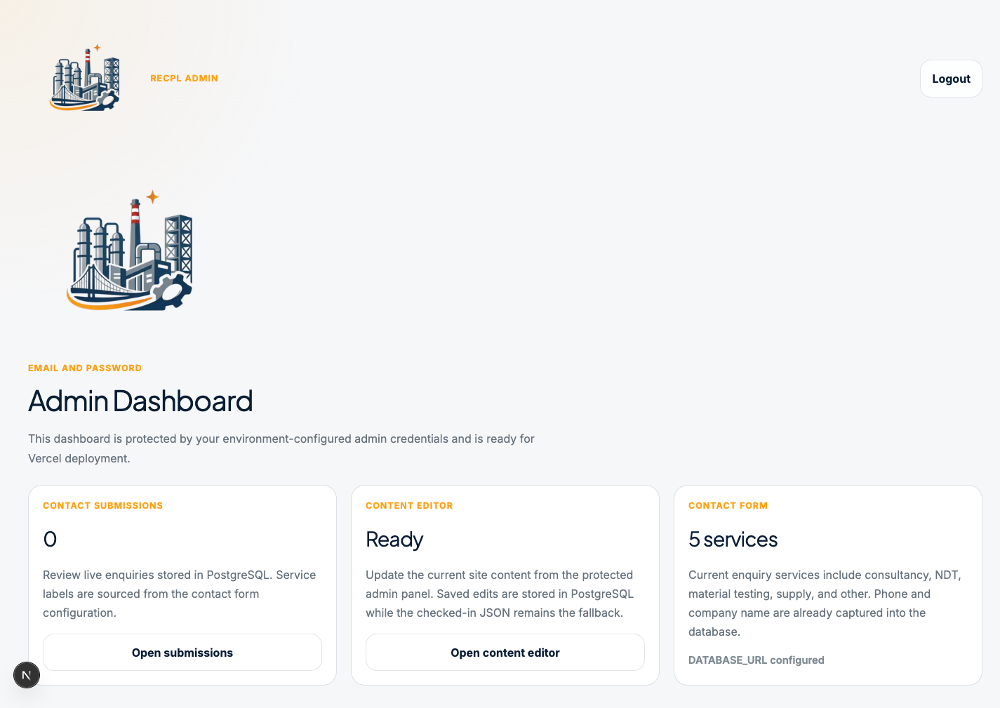 RECPL ADMIN
Logout
EMAIL AND PASSWORD
Admin Dashboard
This dashboard is protected by your environment-configured admin credentials and is ready for
Vercel deployment.
CONTACT SUBMISSIONS
0
Review live enquiries stored in PostgreSQL. Service
labels are sourced from the contact form
configuration.
Open submissions
CONTENT EDITOR
Ready
Update the current site content from the protected
admin panel. Saved edits are stored in PostgreSQL
while the checked-in JSON remains the fallback.
Open content editor
CONTACT FORM
5 services
Current enquiry services include consultancy, NDT,
material testing, supply, and other. Phone and
company name are already captured into the
database.
DATABASE_URL configured
N